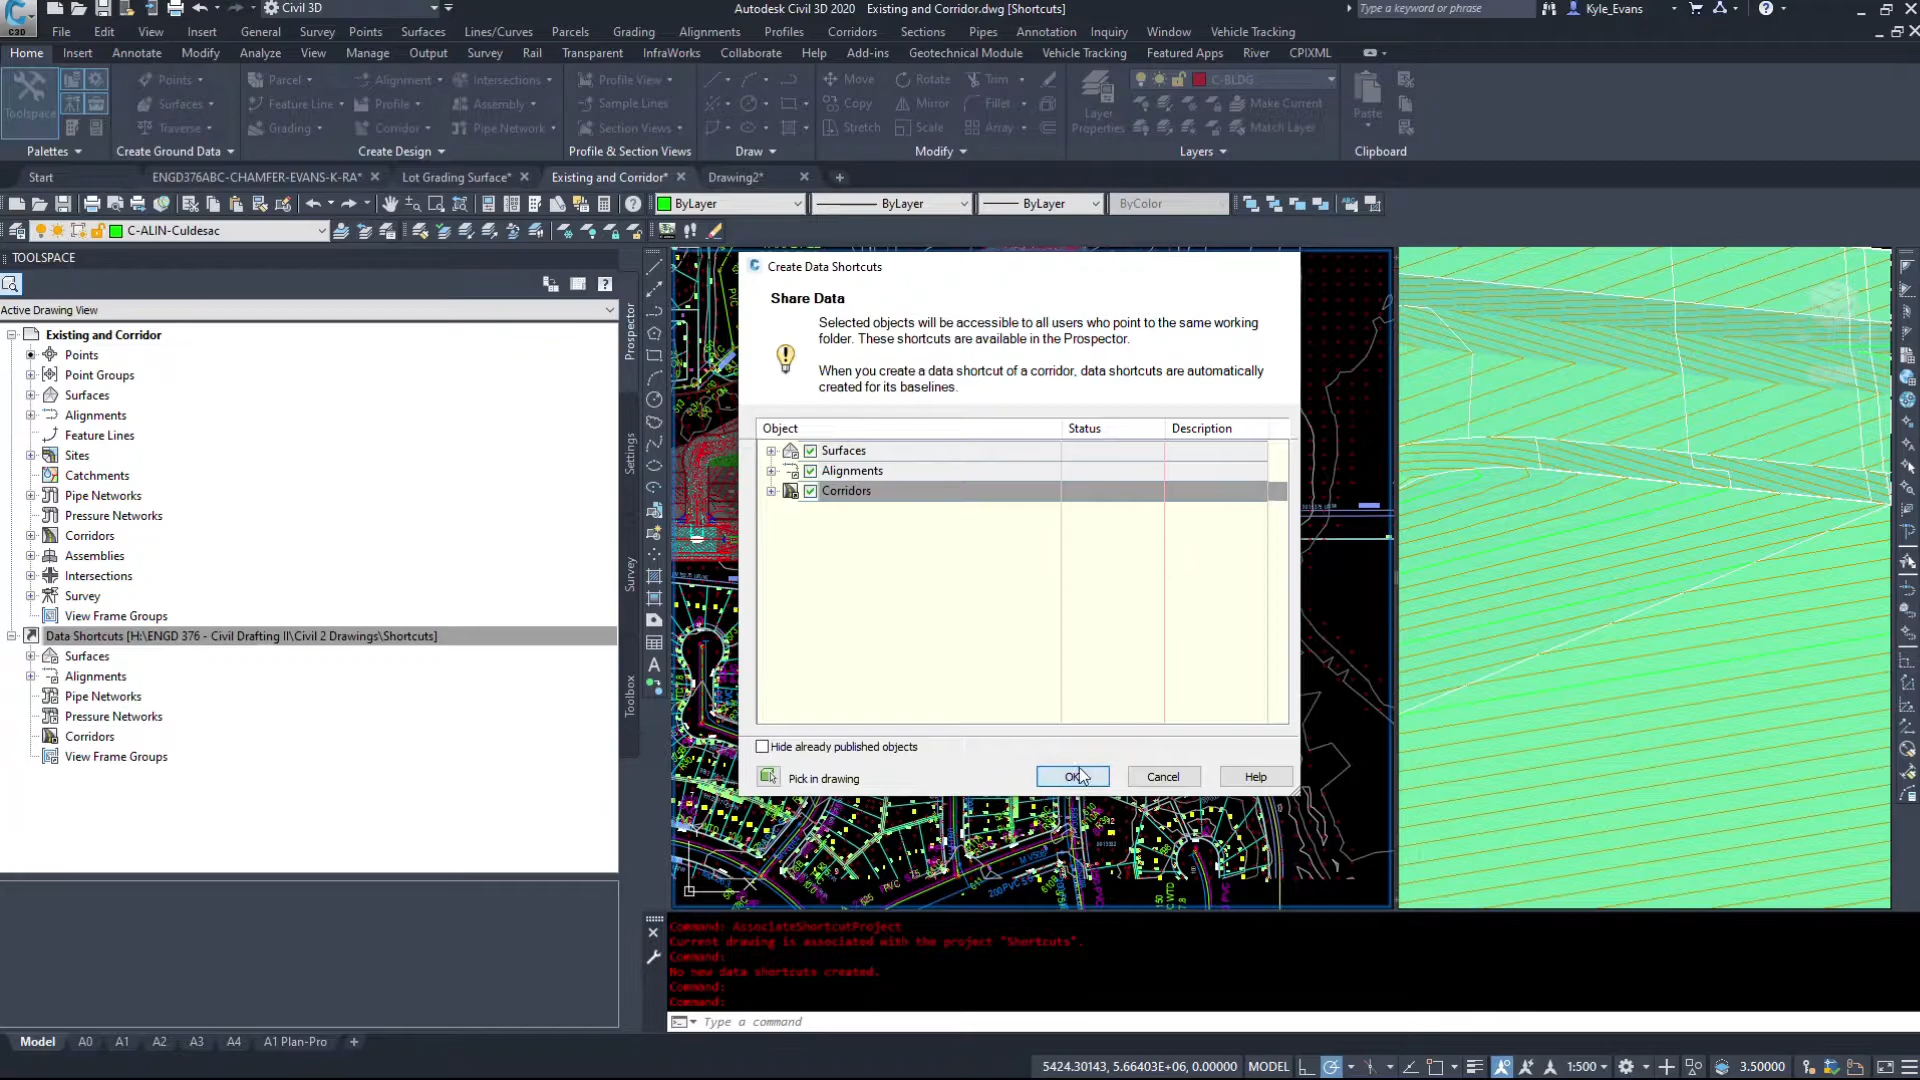 Civil 3D
Autodesk Civil 3D 2020 Existing and Corridor.dwg [Shortcuts]
Type a keyword or phrase
Kyle_Evans
C3D
File Edit View Insert General Survey Points Surfaces Lines/Curves Parcels Grading Alignments Profiles Corridors Sections Pipes Annotation Inquiry Window Vehicle Tracking
Home Insert Annotate Modify Analyze View Manage Output Survey Rail Transparent InfraWorks Collaborate Help Add-ins Geotechnical Module Vehicle Tracking Featured Apps River CPIXML
Toolspace
Points
Parcel
Alignment
Intersections
Profile View
Move
Rotate
Trim
C-BLDG
Surfaces
Feature Line
Profile
Assembly
Sample Lines
Copy
Mirror
Fillet
Make Current
Traverse
Grading
Corridor
Pipe Network
Section Views
Stretch
Scale
Array
Layer Properties
Match Layer
Paste
Palettes
Create Ground Data
Create Design
Profile & Section Views
Draw
Modify
Layers
Clipboard
Start
ENGD376ABC-CHAMFER-EVANS-K-RA*
Lot Grading Surface*
Existing and Corridor*
Drawing2*
ByLayer
ByLayer
ByLayer
ByColor
C-ALIN-Culdesac
TOOLSPACE
Active Drawing View
Existing and Corridor
Points
Point Groups
Surfaces
Alignments
Feature Lines
Sites
Catchments
Pipe Networks
Pressure Networks
Corridors
Assemblies
Intersections
Survey
View Frame Groups
Data Shortcuts [H:\ENGD 376 - Civil Drafting II\Civil 2 Drawings\Shortcuts]
Surfaces
Alignments
Pipe Networks
Pressure Networks
Corridors
View Frame Groups
Prospector
Settings
Survey
Toolbox
Create Data Shortcuts
Share Data
Selected objects will be accessible to all users who point to the same working
folder. These shortcuts are available in the Prospector.
When you create a data shortcut of a corridor, data shortcuts are automatically
created for its baselines.
Object Status Description
Surfaces
Alignments
Corridors
Hide already published objects
Pick in drawing
OK
Cancel
Help
Command: AssociateShortcutProject
Current drawing is associated with the project "Shortcuts".
Command:
No new data shortcuts created.
Command:
Command:
Type a command
Model A0 A1 A2 A3 A4 A1 Plan-Pro
5424.30143, 5.66403E+06, 0.00000 MODEL
1:500
3.50000